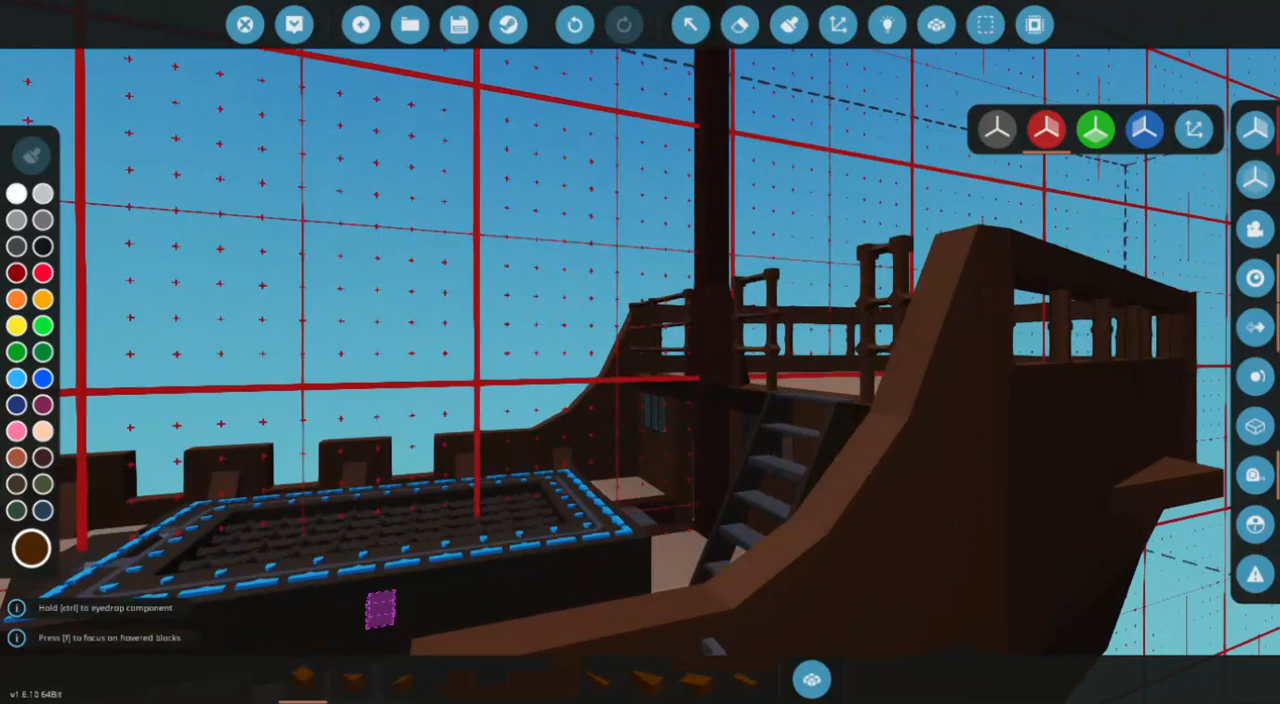 Hold [ctrl] to eyedrop component
Press [f] to focus on hovered blocks
v1.6.10 64Bit